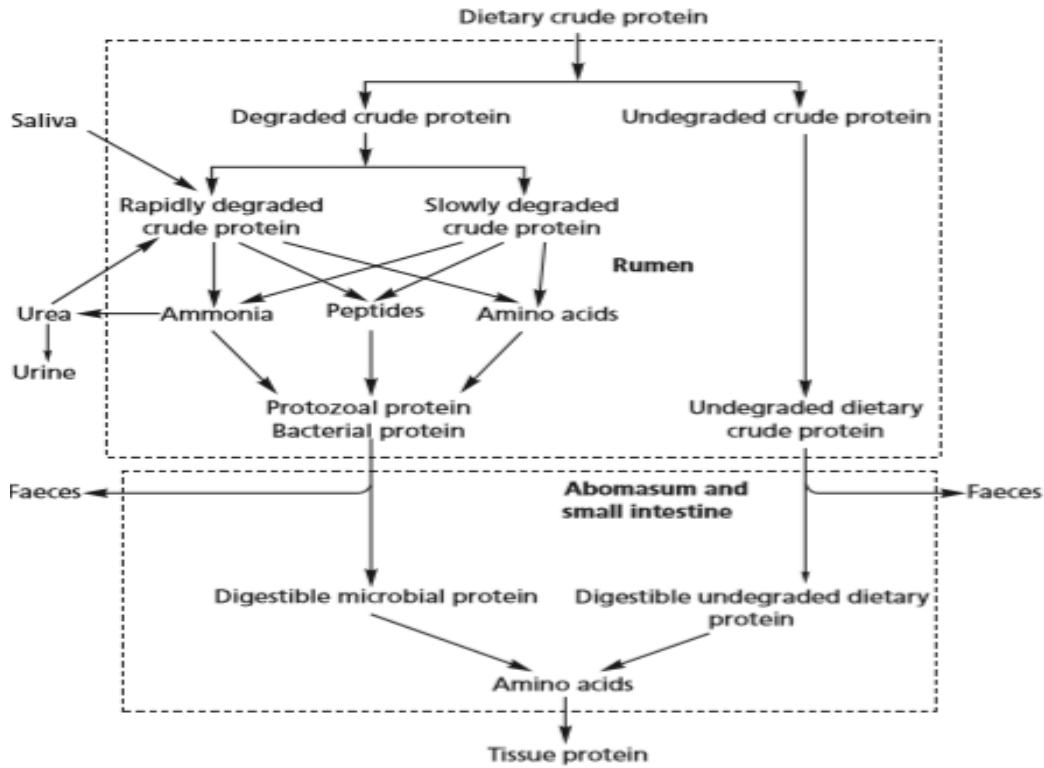 Dietary crude protein
Saliva
Degraded crude protein
Undegraded crude protein
Rapidly degraded
crude protein
Slowly degraded
crude protein
Rumen
Urea
Ammonia
Peptides
Amino acids
Urine
Protozoal protein
Bacterial protein
Undegraded dietary
crude protein
Faeces
Abomasum and
small intestine
Faeces
Digestible microbial protein
Digestible undegraded dietary
protein
Amino acids
Tissue protein